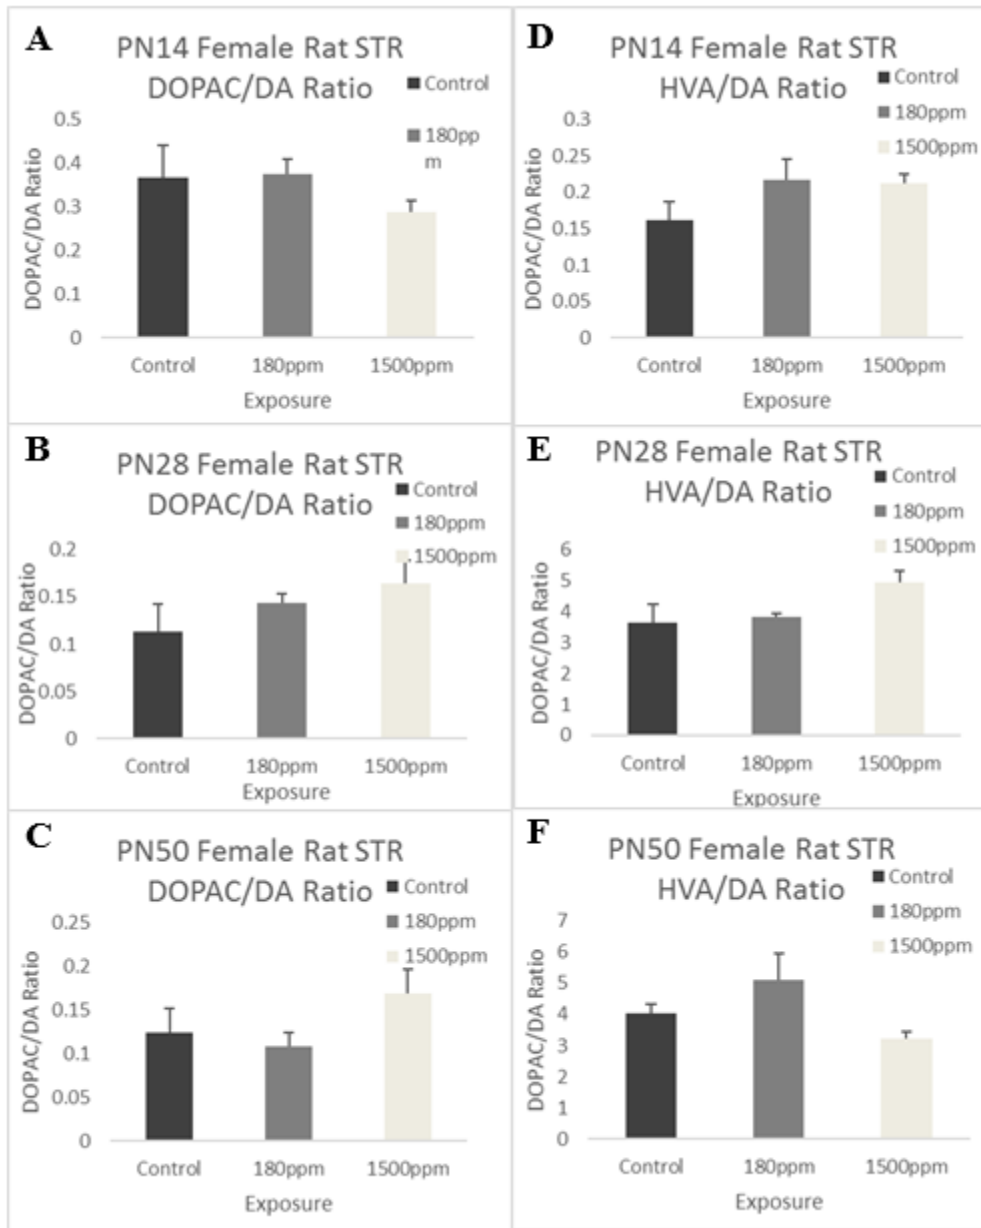 A
PN14 Female Rat STR
DOPAC/DA Ratio
Control
180pp
m
DOPAC/DA Ratio
0.5
0.4
0.3
0.2
0.1
0
Control 180ppm 1500ppm
Exposure
D
PN14 Female Rat STR
HVA/DA Ratio
Control
180ppm
1500ppm
DOPAC/DA Ratio
0.3
0.25
0.2
0.15
0.1
0.05
0
Control 180ppm 1500ppm
Exposure
B
PN28 Female Rat STR
DOPAC/DA Ratio
Control
180ppm
1500ppm
DOPAC/DA Ratio
0.2
0.15
0.1
0.05
0
Control 180ppm 1500ppm
Exposure
E
PN28 Female Rat STR
HVA/DA Ratio
Control
180ppm
1500ppm
DOPAC/DA Ratio
6
5
4
3
2
1
0
Control 180ppm 1500ppm
Exposure
C
PN50 Female Rat STR
DOPAC/DA Ratio
Control
180ppm
1500ppm
DOPAC/DA Ratio
0.25
0.2
0.15
0.1
0.05
0
Control 180ppm 1500ppm
Exposure
F
PN50 Female Rat STR
HVA/DA Ratio
Control
180ppm
1500ppm
DOPAC/DA Ratio
7
6
5
4
3
2
1
0
Control 180ppm 1500ppm
Exposure